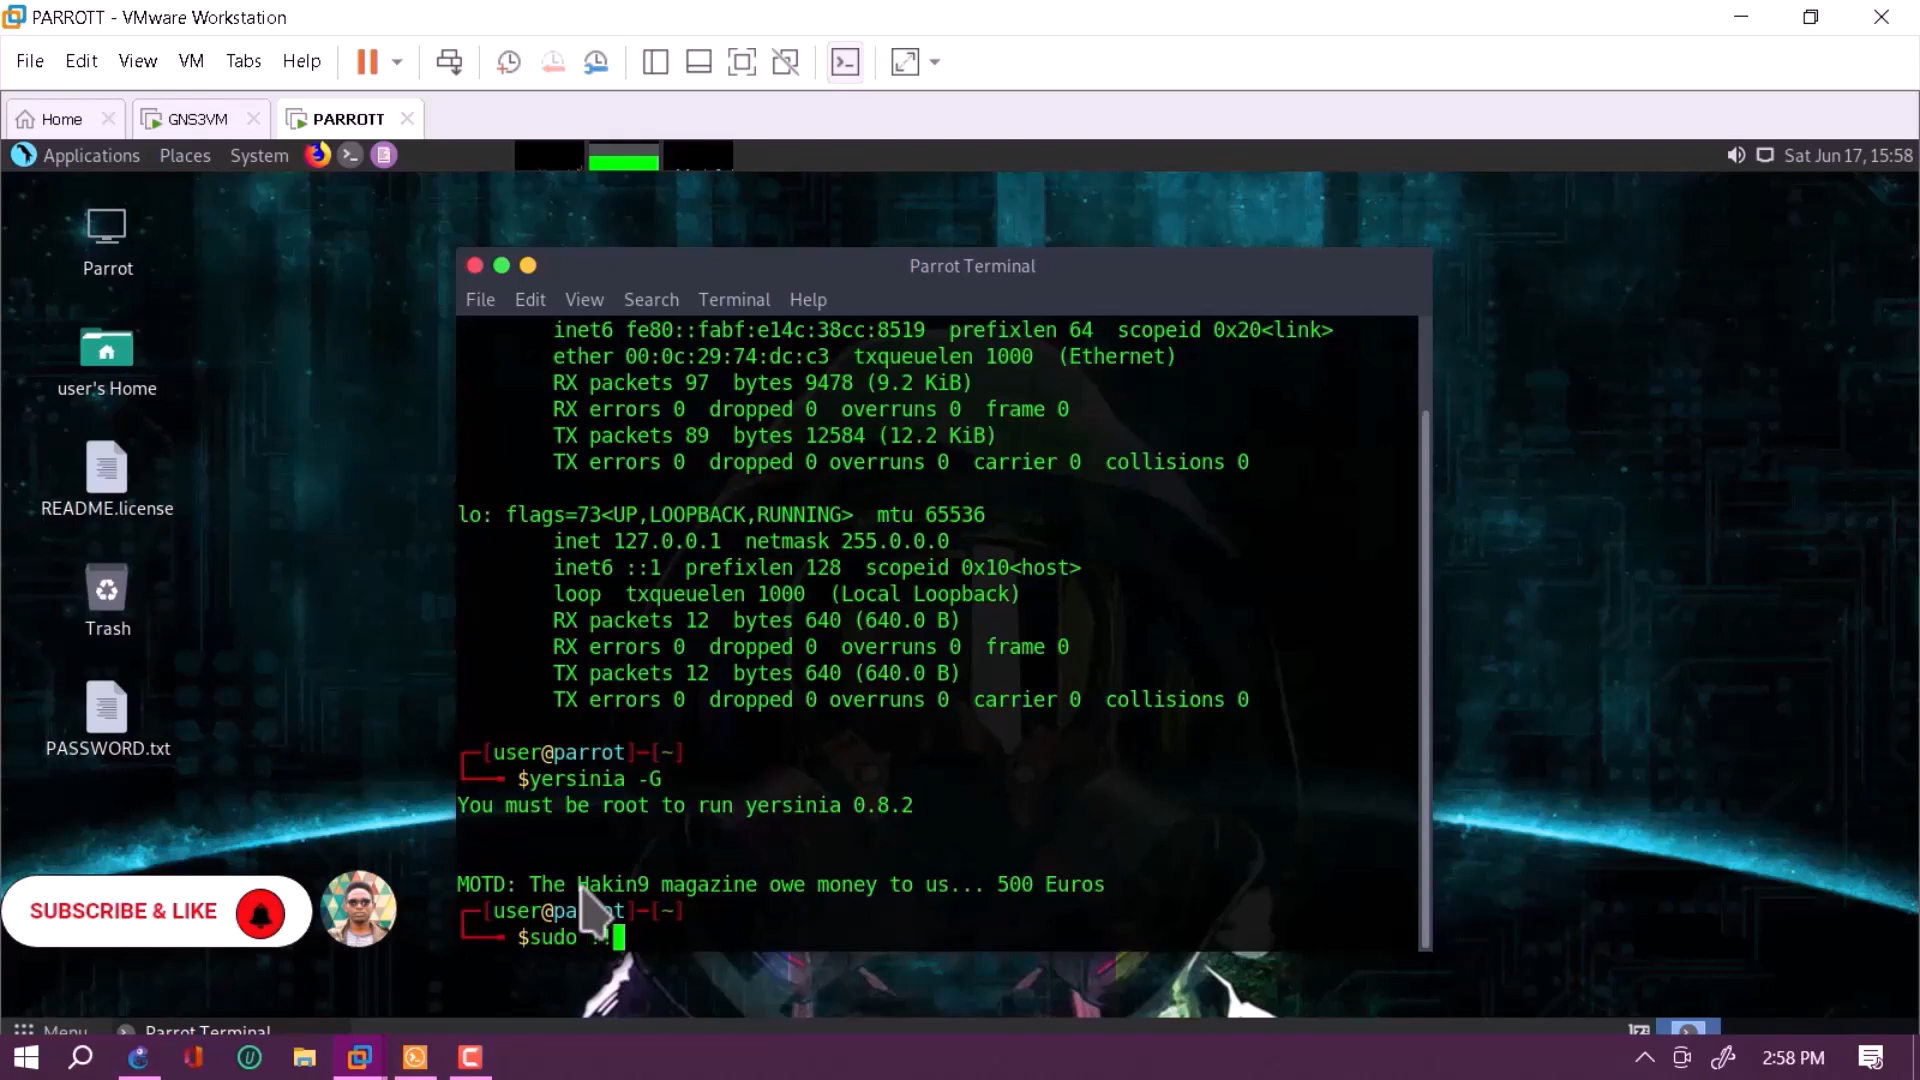 PARROTT - VMware Workstation
File Edit View VM Tabs Help
Home GNS3VM PARROTT
Applications Places System Sat Jun 17, 15:58
Parrot
user's Home
README.license
Trash
PASSWORD.txt
Parrot Terminal
File Edit View Search Terminal Help
inet6 fe80::fabf:e14c:38cc:8519 prefixlen 64 scopeid 0x20<link>
ether 00:0c:29:74:dc:c3 txqueuelen 1000 (Ethernet)
RX packets 97 bytes 9478 (9.2 KiB)
RX errors 0 dropped 0 overruns 0 frame 0
TX packets 89 bytes 12584 (12.2 KiB)
TX errors 0 dropped 0 overruns 0 carrier 0 collisions 0
lo: flags=73<UP,LOOPBACK,RUNNING> mtu 65536
inet 127.0.0.1 netmask 255.0.0.0
inet6 ::1 prefixlen 128 scopeid 0x10<host>
loop txqueuelen 1000 (Local Loopback)
RX packets 12 bytes 640 (640.0 B)
RX errors 0 dropped 0 overruns 0 frame 0
TX packets 12 bytes 640 (640.0 B)
TX errors 0 dropped 0 overruns 0 carrier 0 collisions 0
[user@parrot]-[~]
$yersinia -G
You must be root to run yersinia 0.8.2
MOTD: The Hakin9 magazine owe money to us... 500 Euros
[user@parrot]-[~]
$sudo !!
SUBSCRIBE & LIKE
Menu Parrot Terminal
2:58 PM